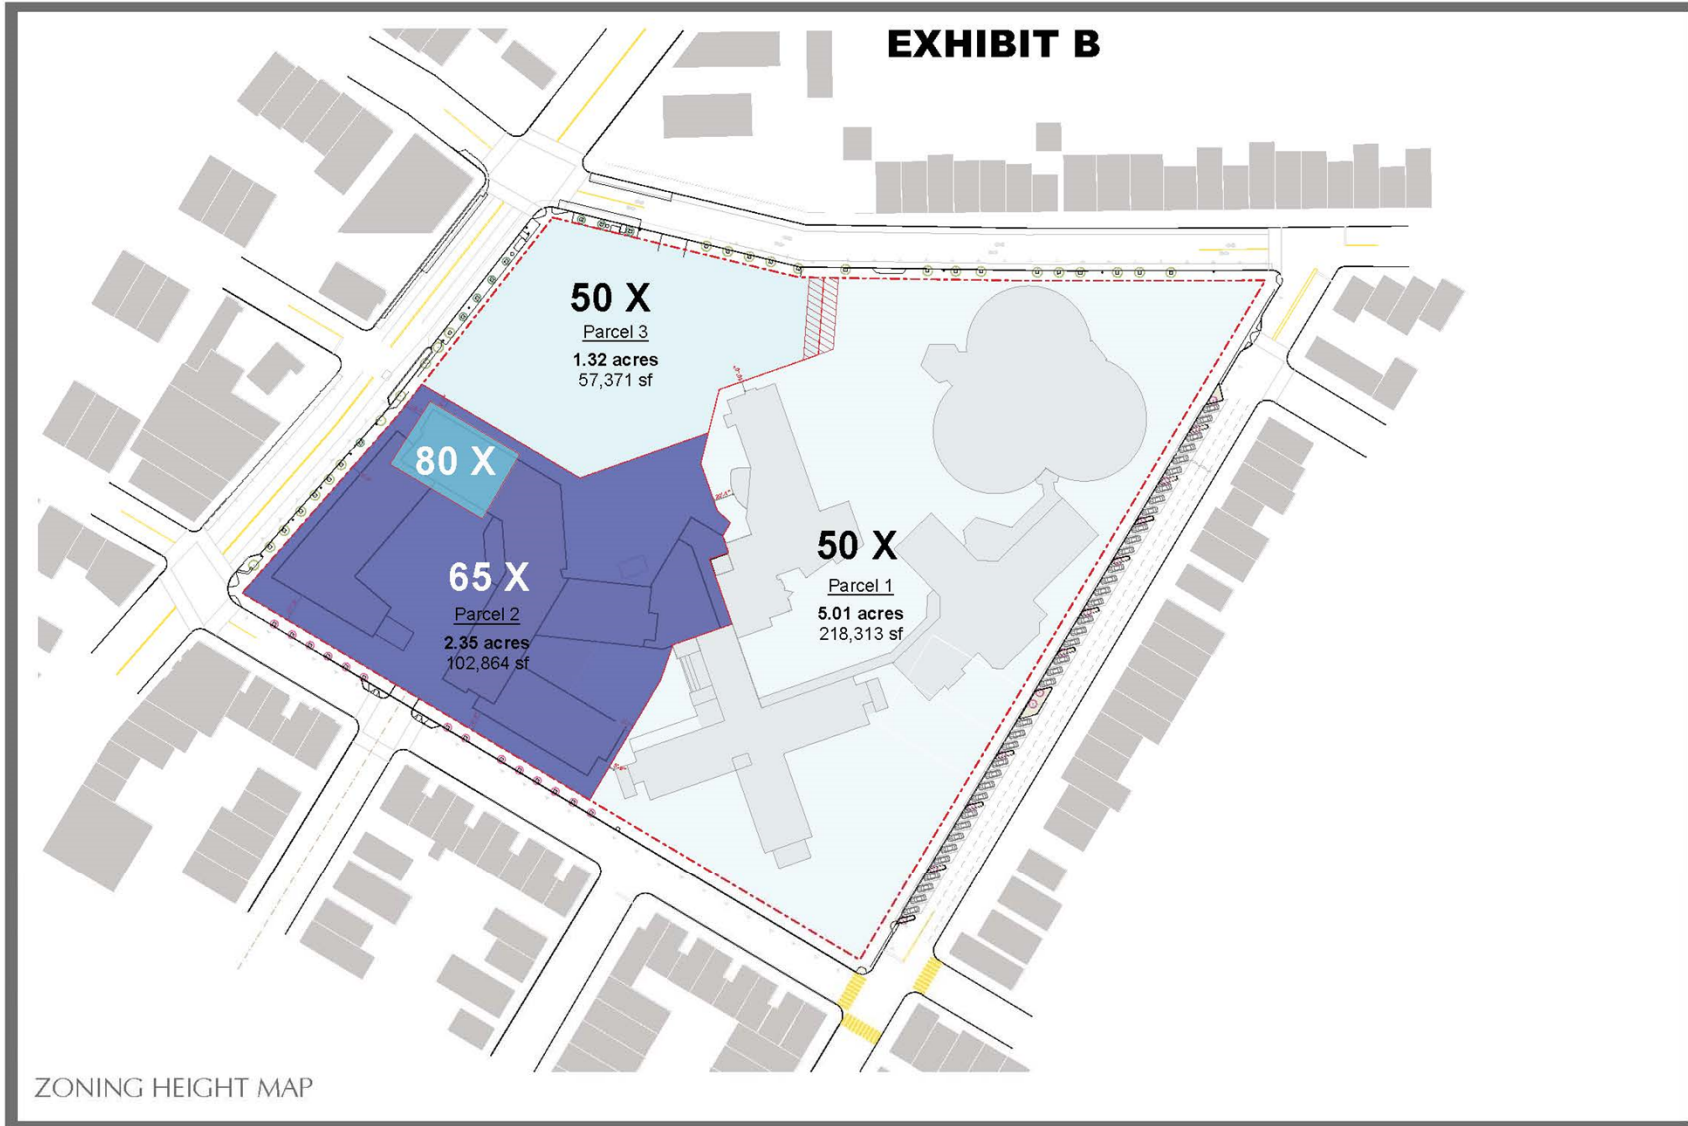 EXHIBIT B
50 X
Parcel 3
1.32 acres
57,371 sf
80 X
65 X
Parcel 2
2.35 acres
102,864 sf
50 X
Parcel 1
5.01 acres
218,313 sf
ZONING HEIGHT MAP